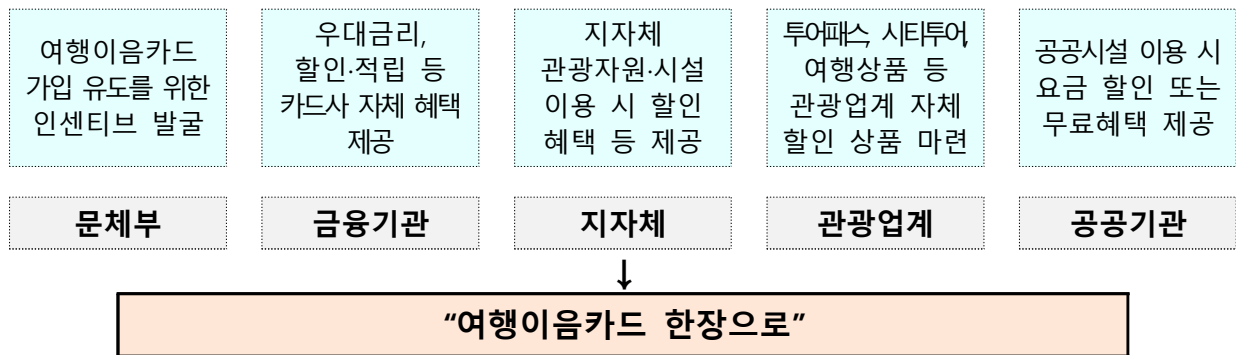 여행이음카드
가입 유도를 위한
인센티브 발굴
우대금리,
할인·적립 등
카드사 자체 혜택
제공
지자체
관광자원·시설
이용 시 할인
혜택 등 제공
투어패스, 시티투어,
여행상품 등
관광업계 자체
할인 상품 마련
공공시설 이용 시
요금 할인 또는
무료혜택 제공
문체부
금융기관
지자체
관광업계
공공기관
↓
“여행이음카드 한장으로”